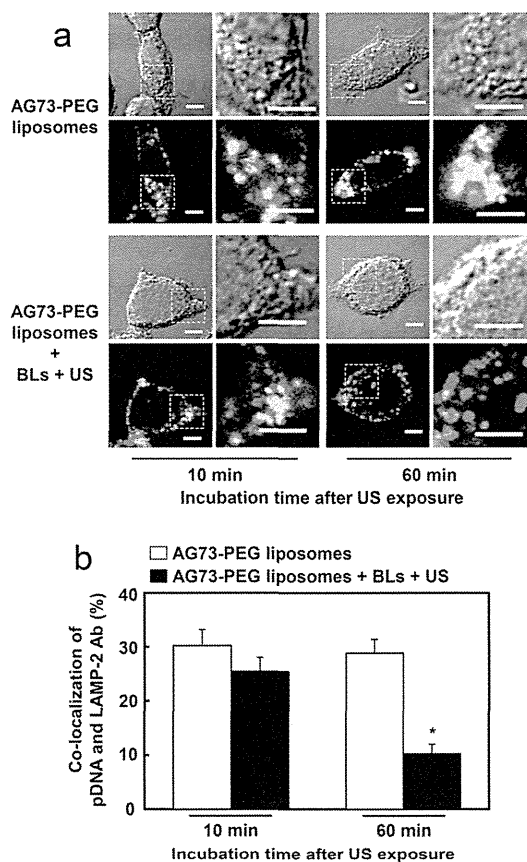 a
AG73-PEG
liposomes
AG73-PEG
liposomes
+
BLs + US
10 min
60 min
Incubation time after US exposure
b
AG73-PEG liposomes
AG73-PEG liposomes + BLs + US
Co-localization of
pDNA and LAMP-2 Ab (%)
40
30
20
10
0
*
10 min
60 min
Incubation time after US exposure